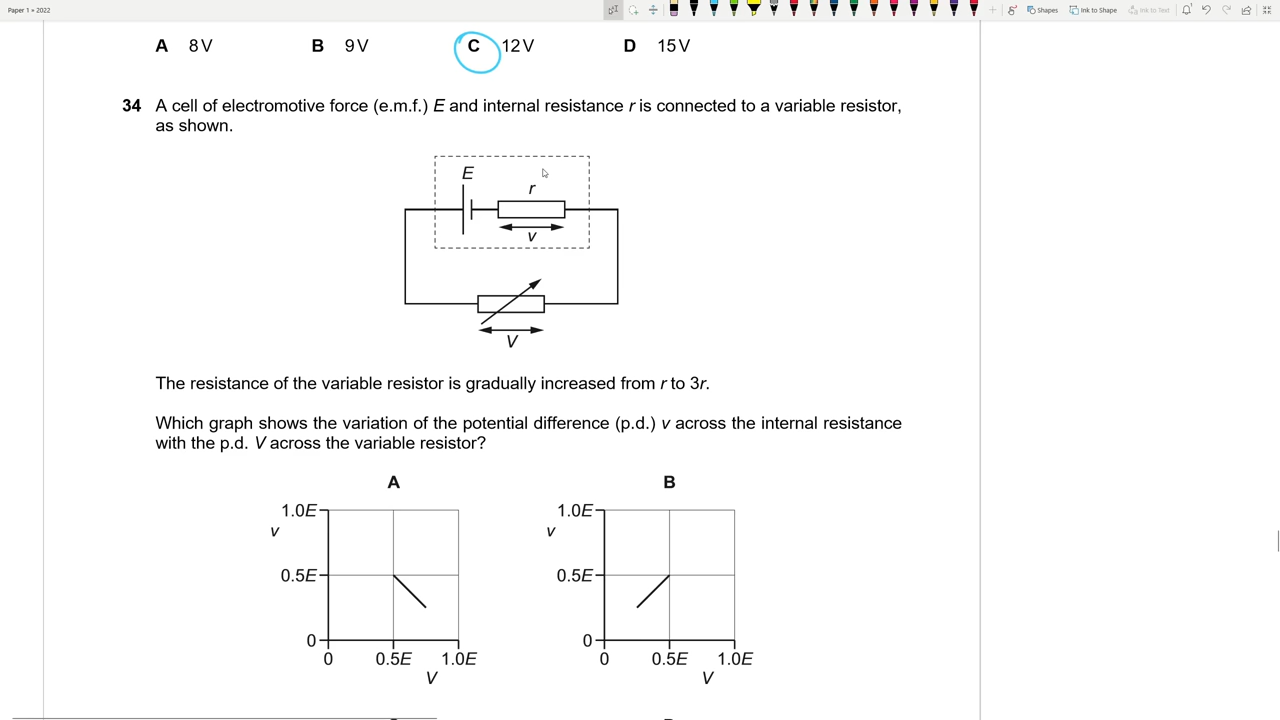 Paper 1 • 2022
Shapes
Ink to Shape
Ink to Text
A 8 V B 9 V C 12 V D 15 V
34 A cell of electromotive force (e.m.f.) E and internal resistance r is connected to a variable resistor,
as shown.
E
r
v
V
The resistance of the variable resistor is gradually increased from r to 3r.
Which graph shows the variation of the potential difference (p.d.) v across the internal resistance
with the p.d. V across the variable resistor?
A
1.0E
v
0.5E
0
0 0.5E 1.0E
V
B
1.0E
v
0.5E
0
0 0.5E 1.0E
V